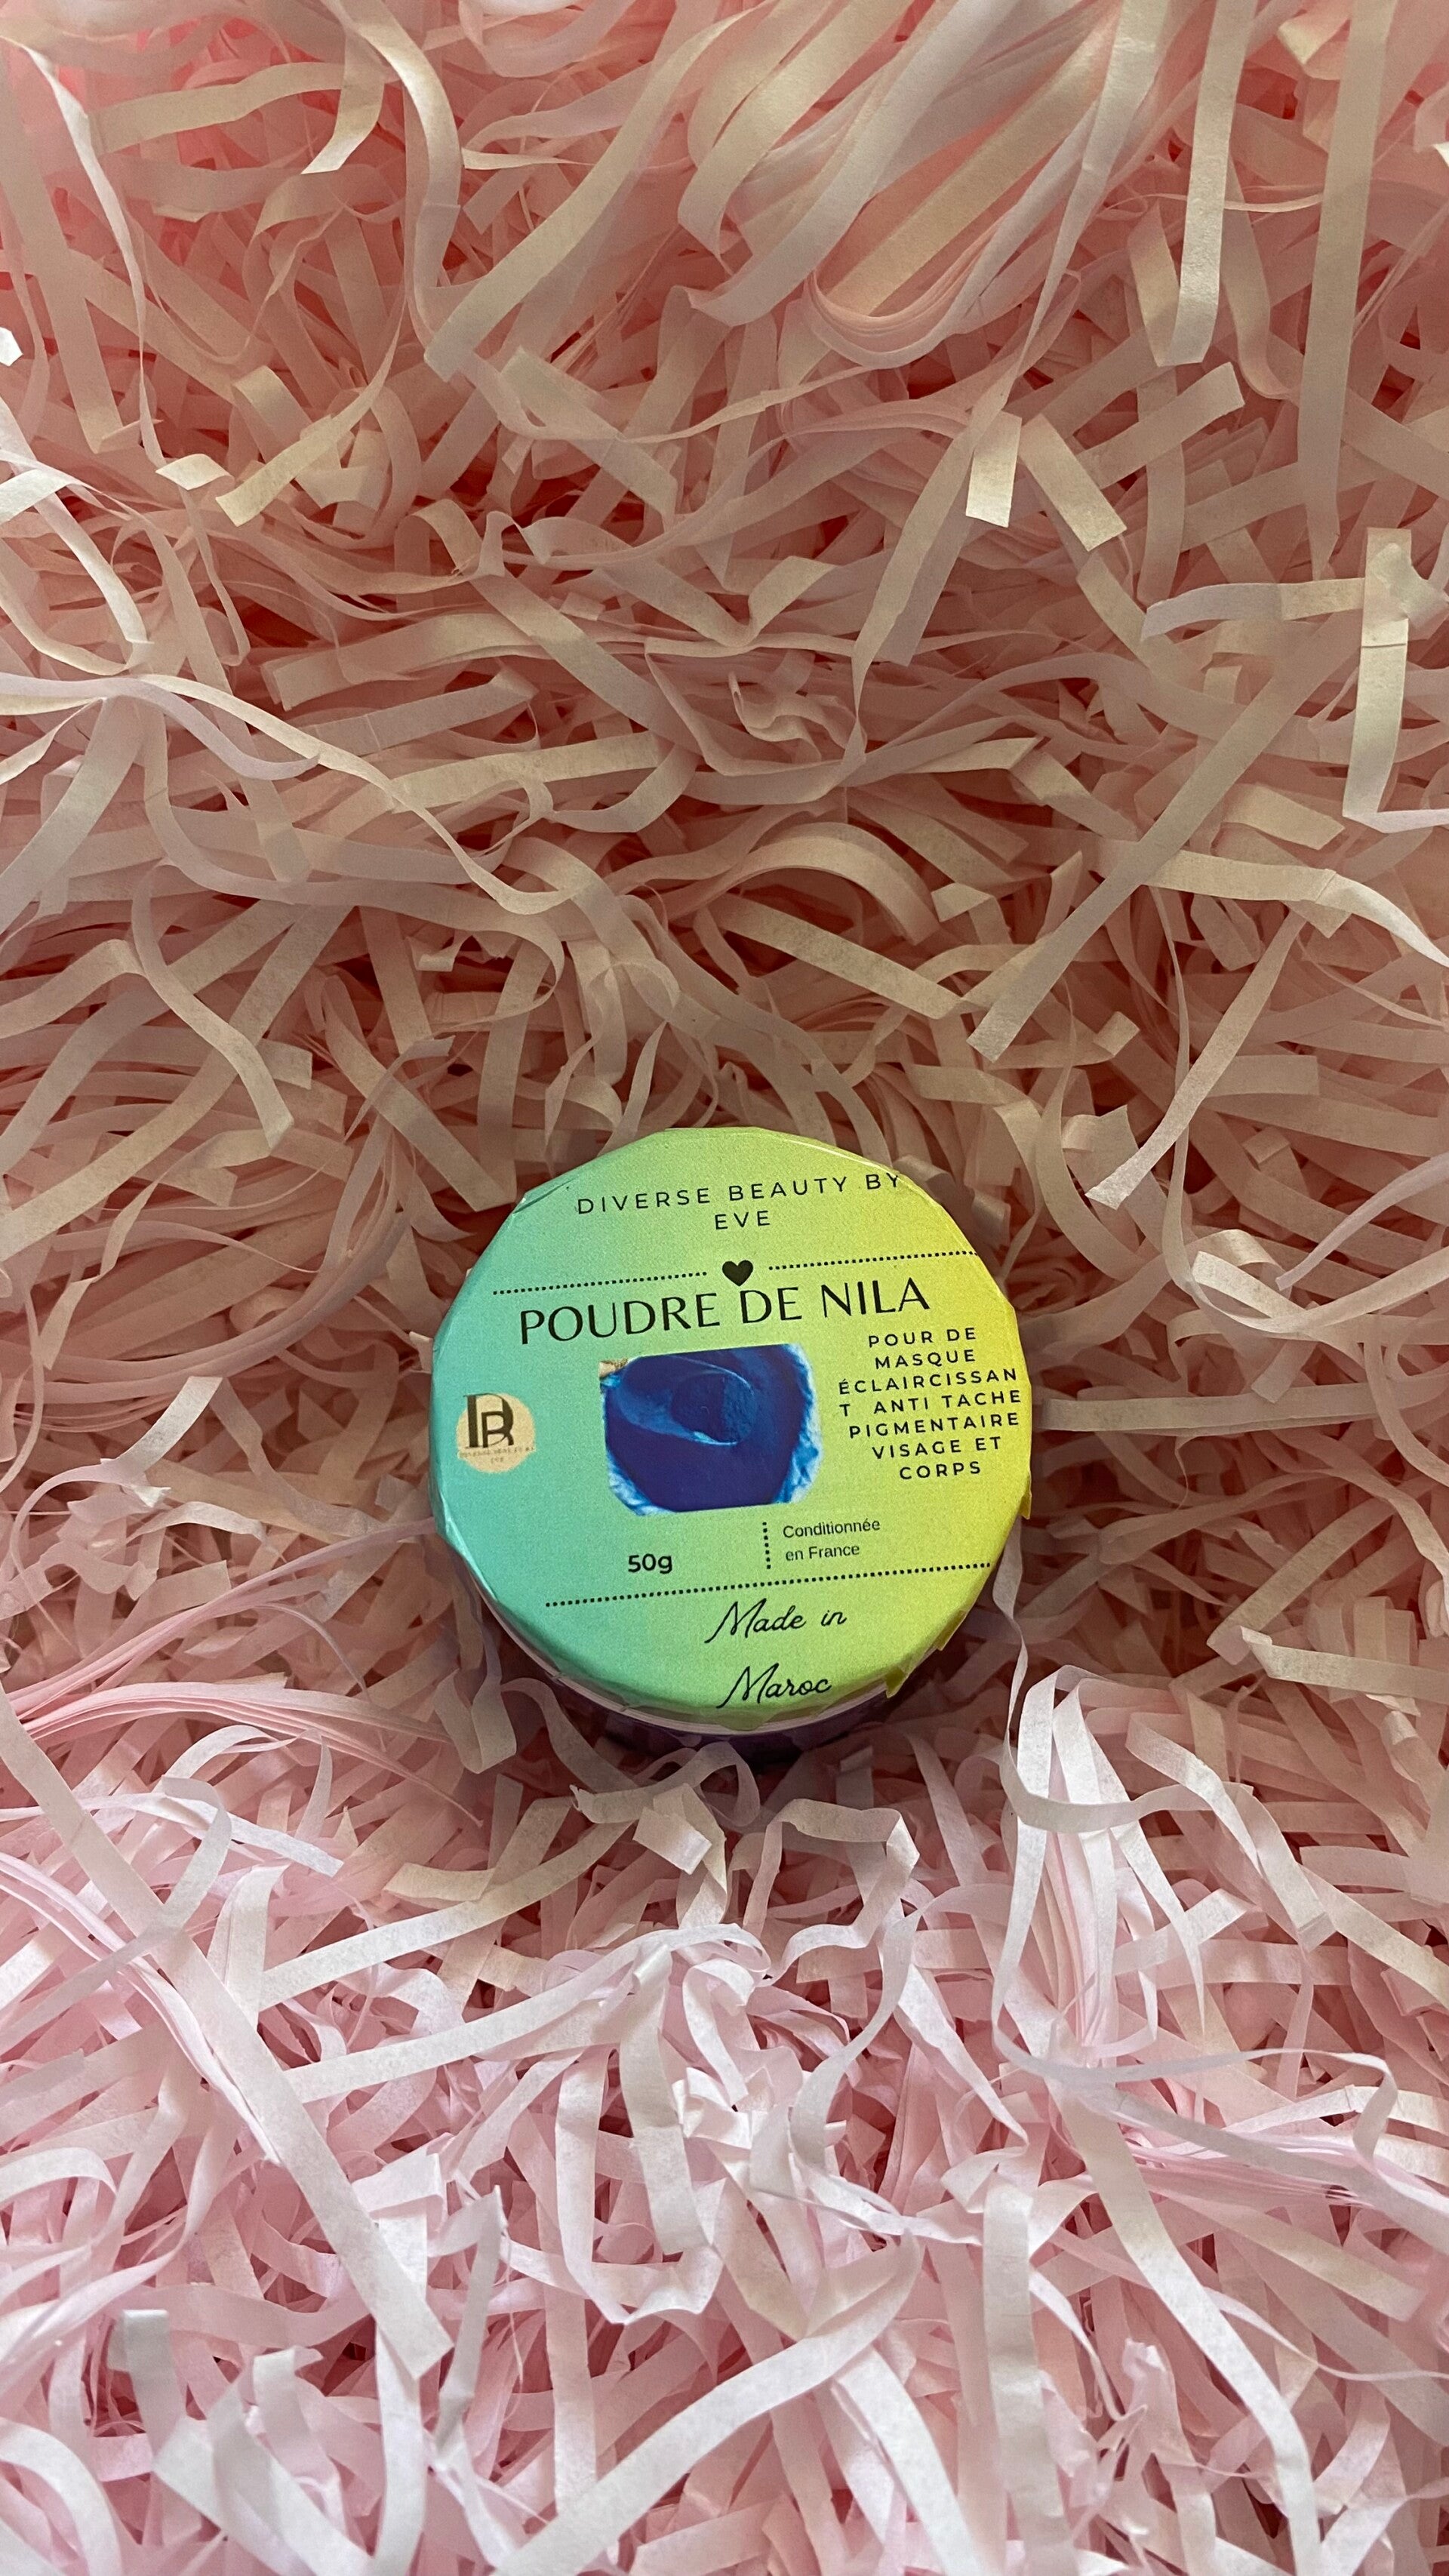 DIVERSE BEAUTY BY
EVE
POUDRE DE NILA
POUR DE
MASQUE
ÉCLAIRCISSAN
T ANTI TACHE
PIGMENTAIRE
VISAGE ET
CORPS
50g
Conditionnée
en France
Made in
Maroc